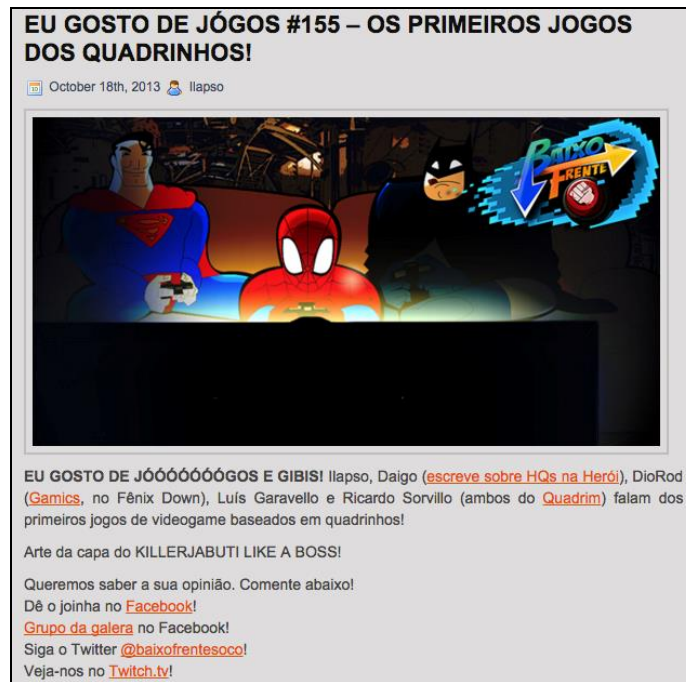 EU GOSTO DE JÓGOS #155 – OS PRIMEIROS JOGOS
DOS QUADRINHOS!
October 18th, 2013 Ilapso
BAIXO
FRENTE
EU GOSTO DE JÓÓÓÓÓÓÓGOS E GIBIS! Ilapso, Daigo (escreve sobre HQs na Herói), DioRod
(Gamics, no Fênix Down), Luís Garavello e Ricardo Sorvillo (ambos do Quadrim) falam dos
primeiros jogos de videogame baseados em quadrinhos!
Arte da capa do KILLERJABUTI LIKE A BOSS!
Queremos saber a sua opinião. Comente abaixo!
Dê o joinha no Facebook!
Grupo da galera no Facebook!
Siga o Twitter @baixofrentesoco!
Veja-nos no Twitch.tv!